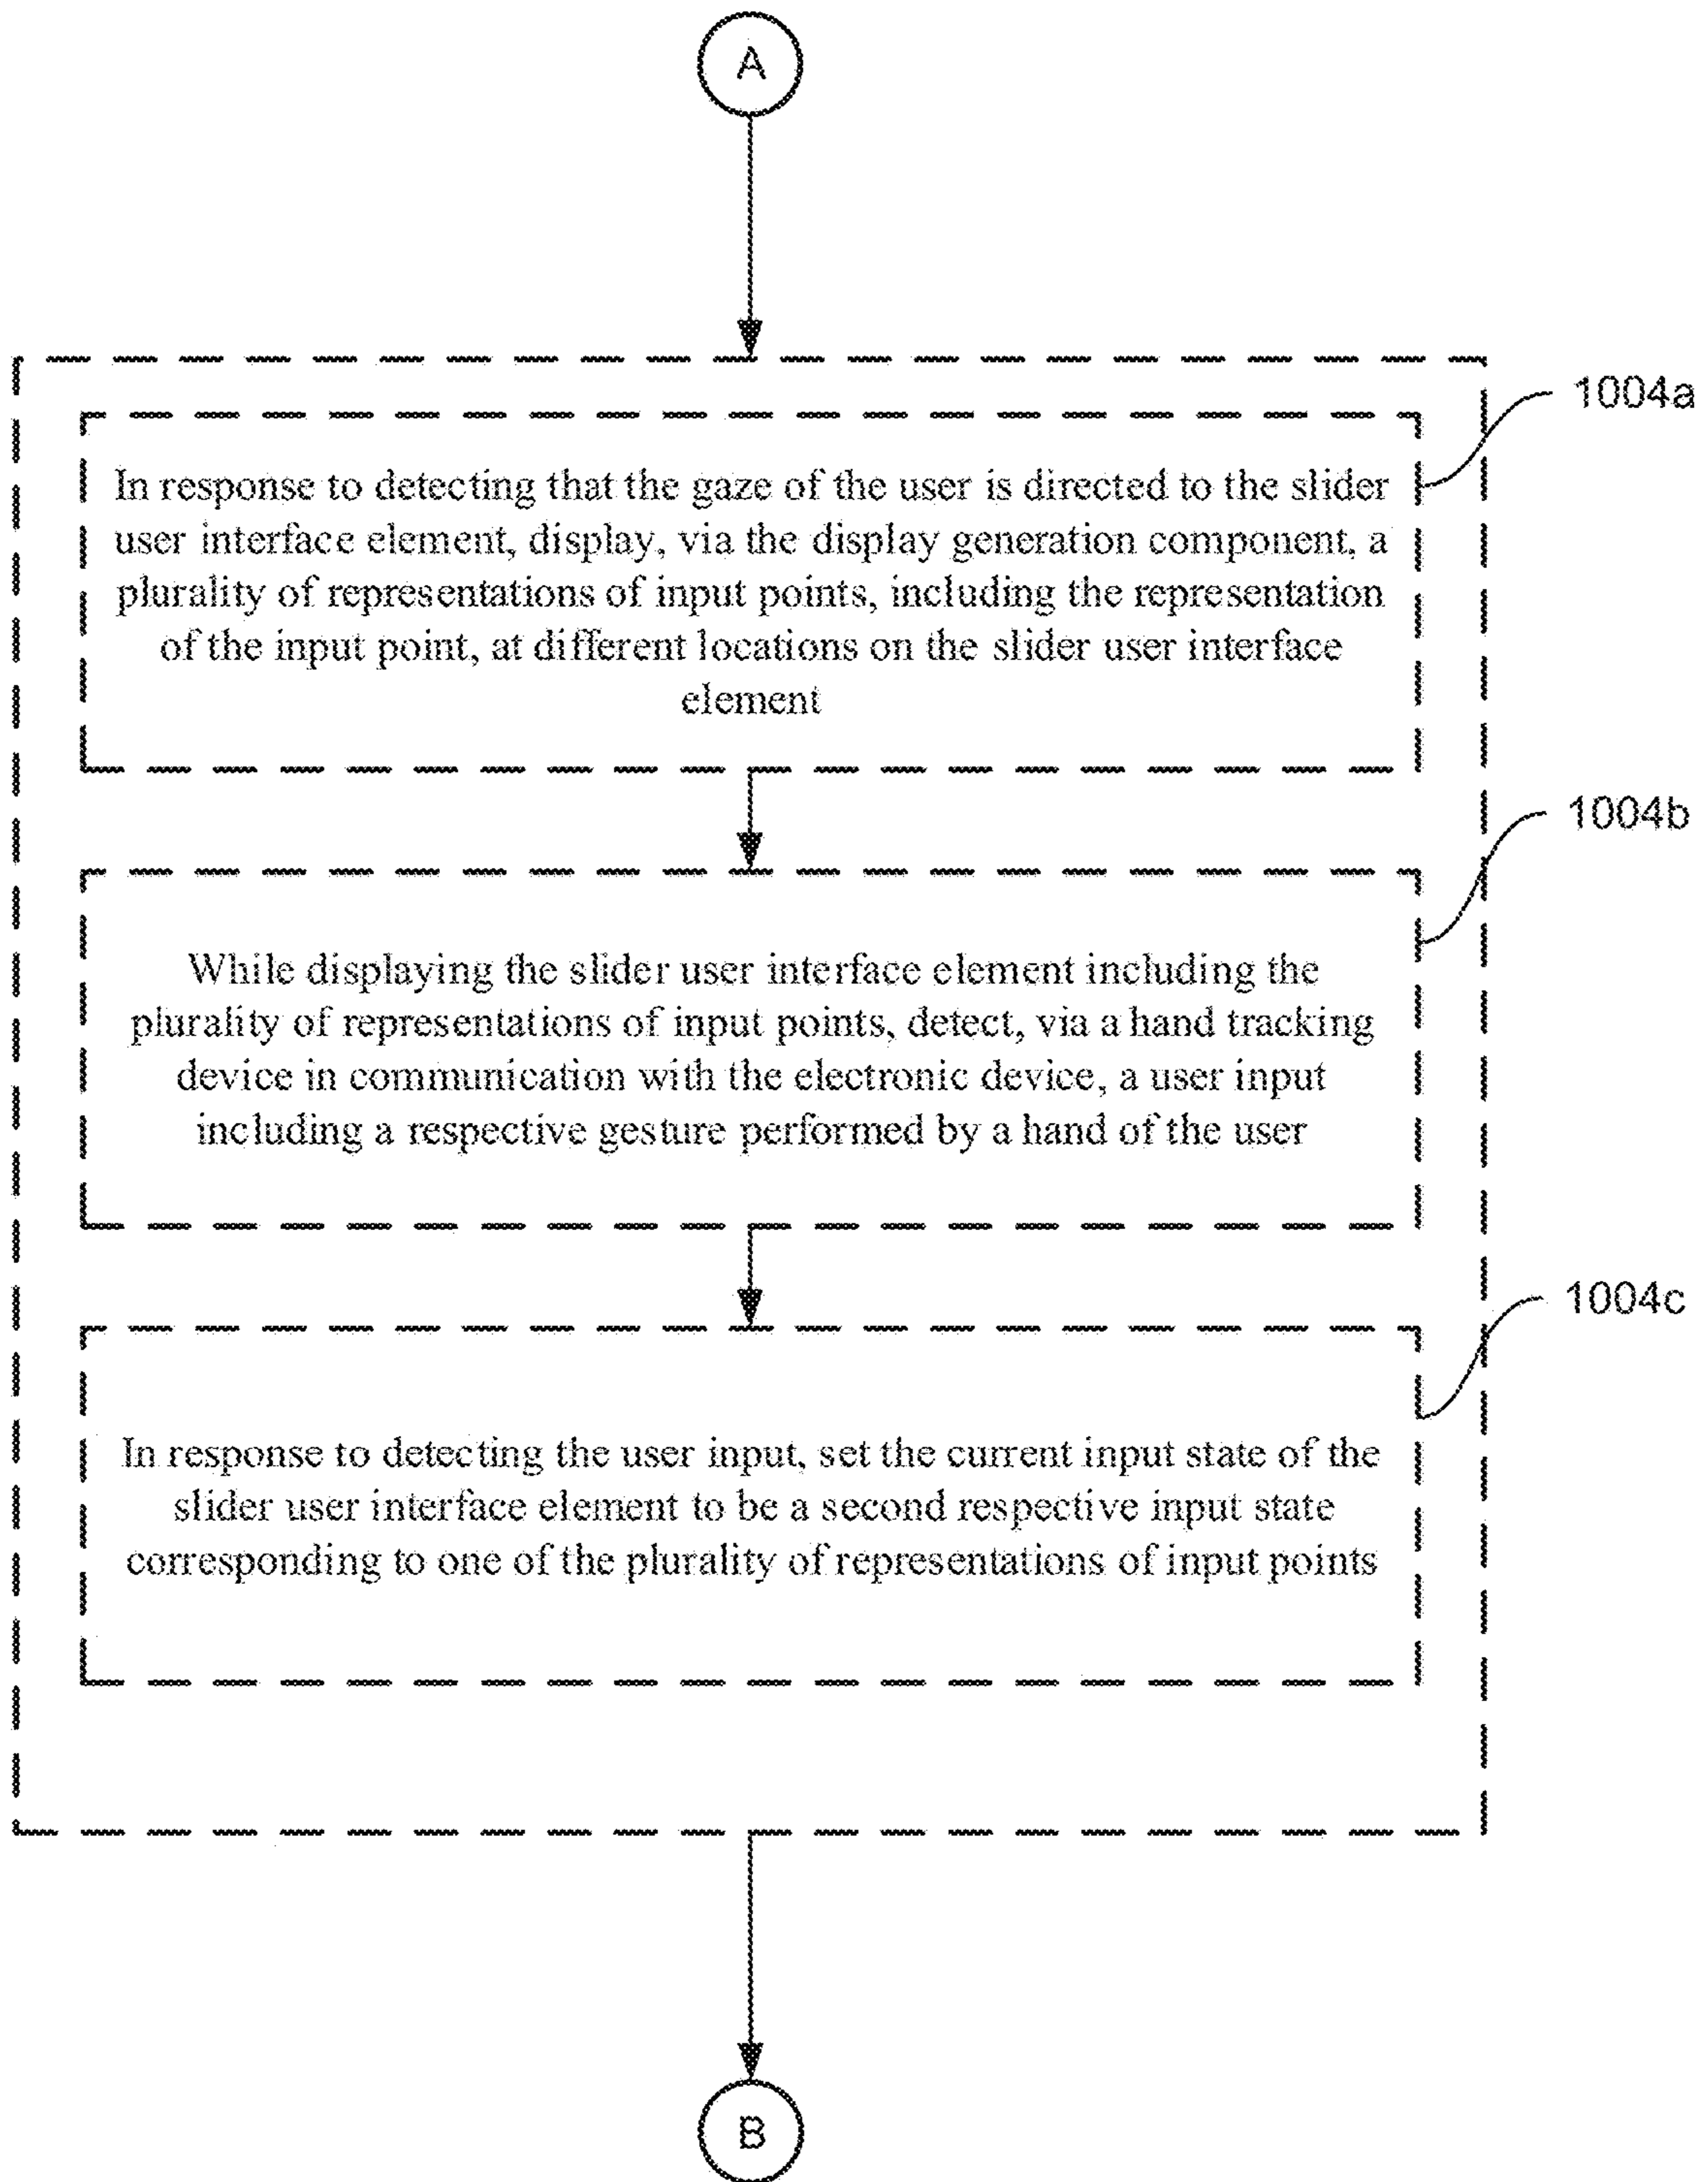 A
1004a
In response to detecting that the gaze of the user is directed to the slider
user interface element, display, via the display generation component, a
plurality of representations of input points, including the representation
of the input point, at different locations on the slider user interface
element
1004b
While displaying the slider user interface element including the
plurality of representations of input points, detect, via a hand tracking
device in communication with the electronic device, a user input
including a respective gesture performed by a hand of the user
1004c
In response to detecting the user input, set the current input state of the
slider user interface element to be a second respective input state
corresponding to one of the plurality of representations of input points
B